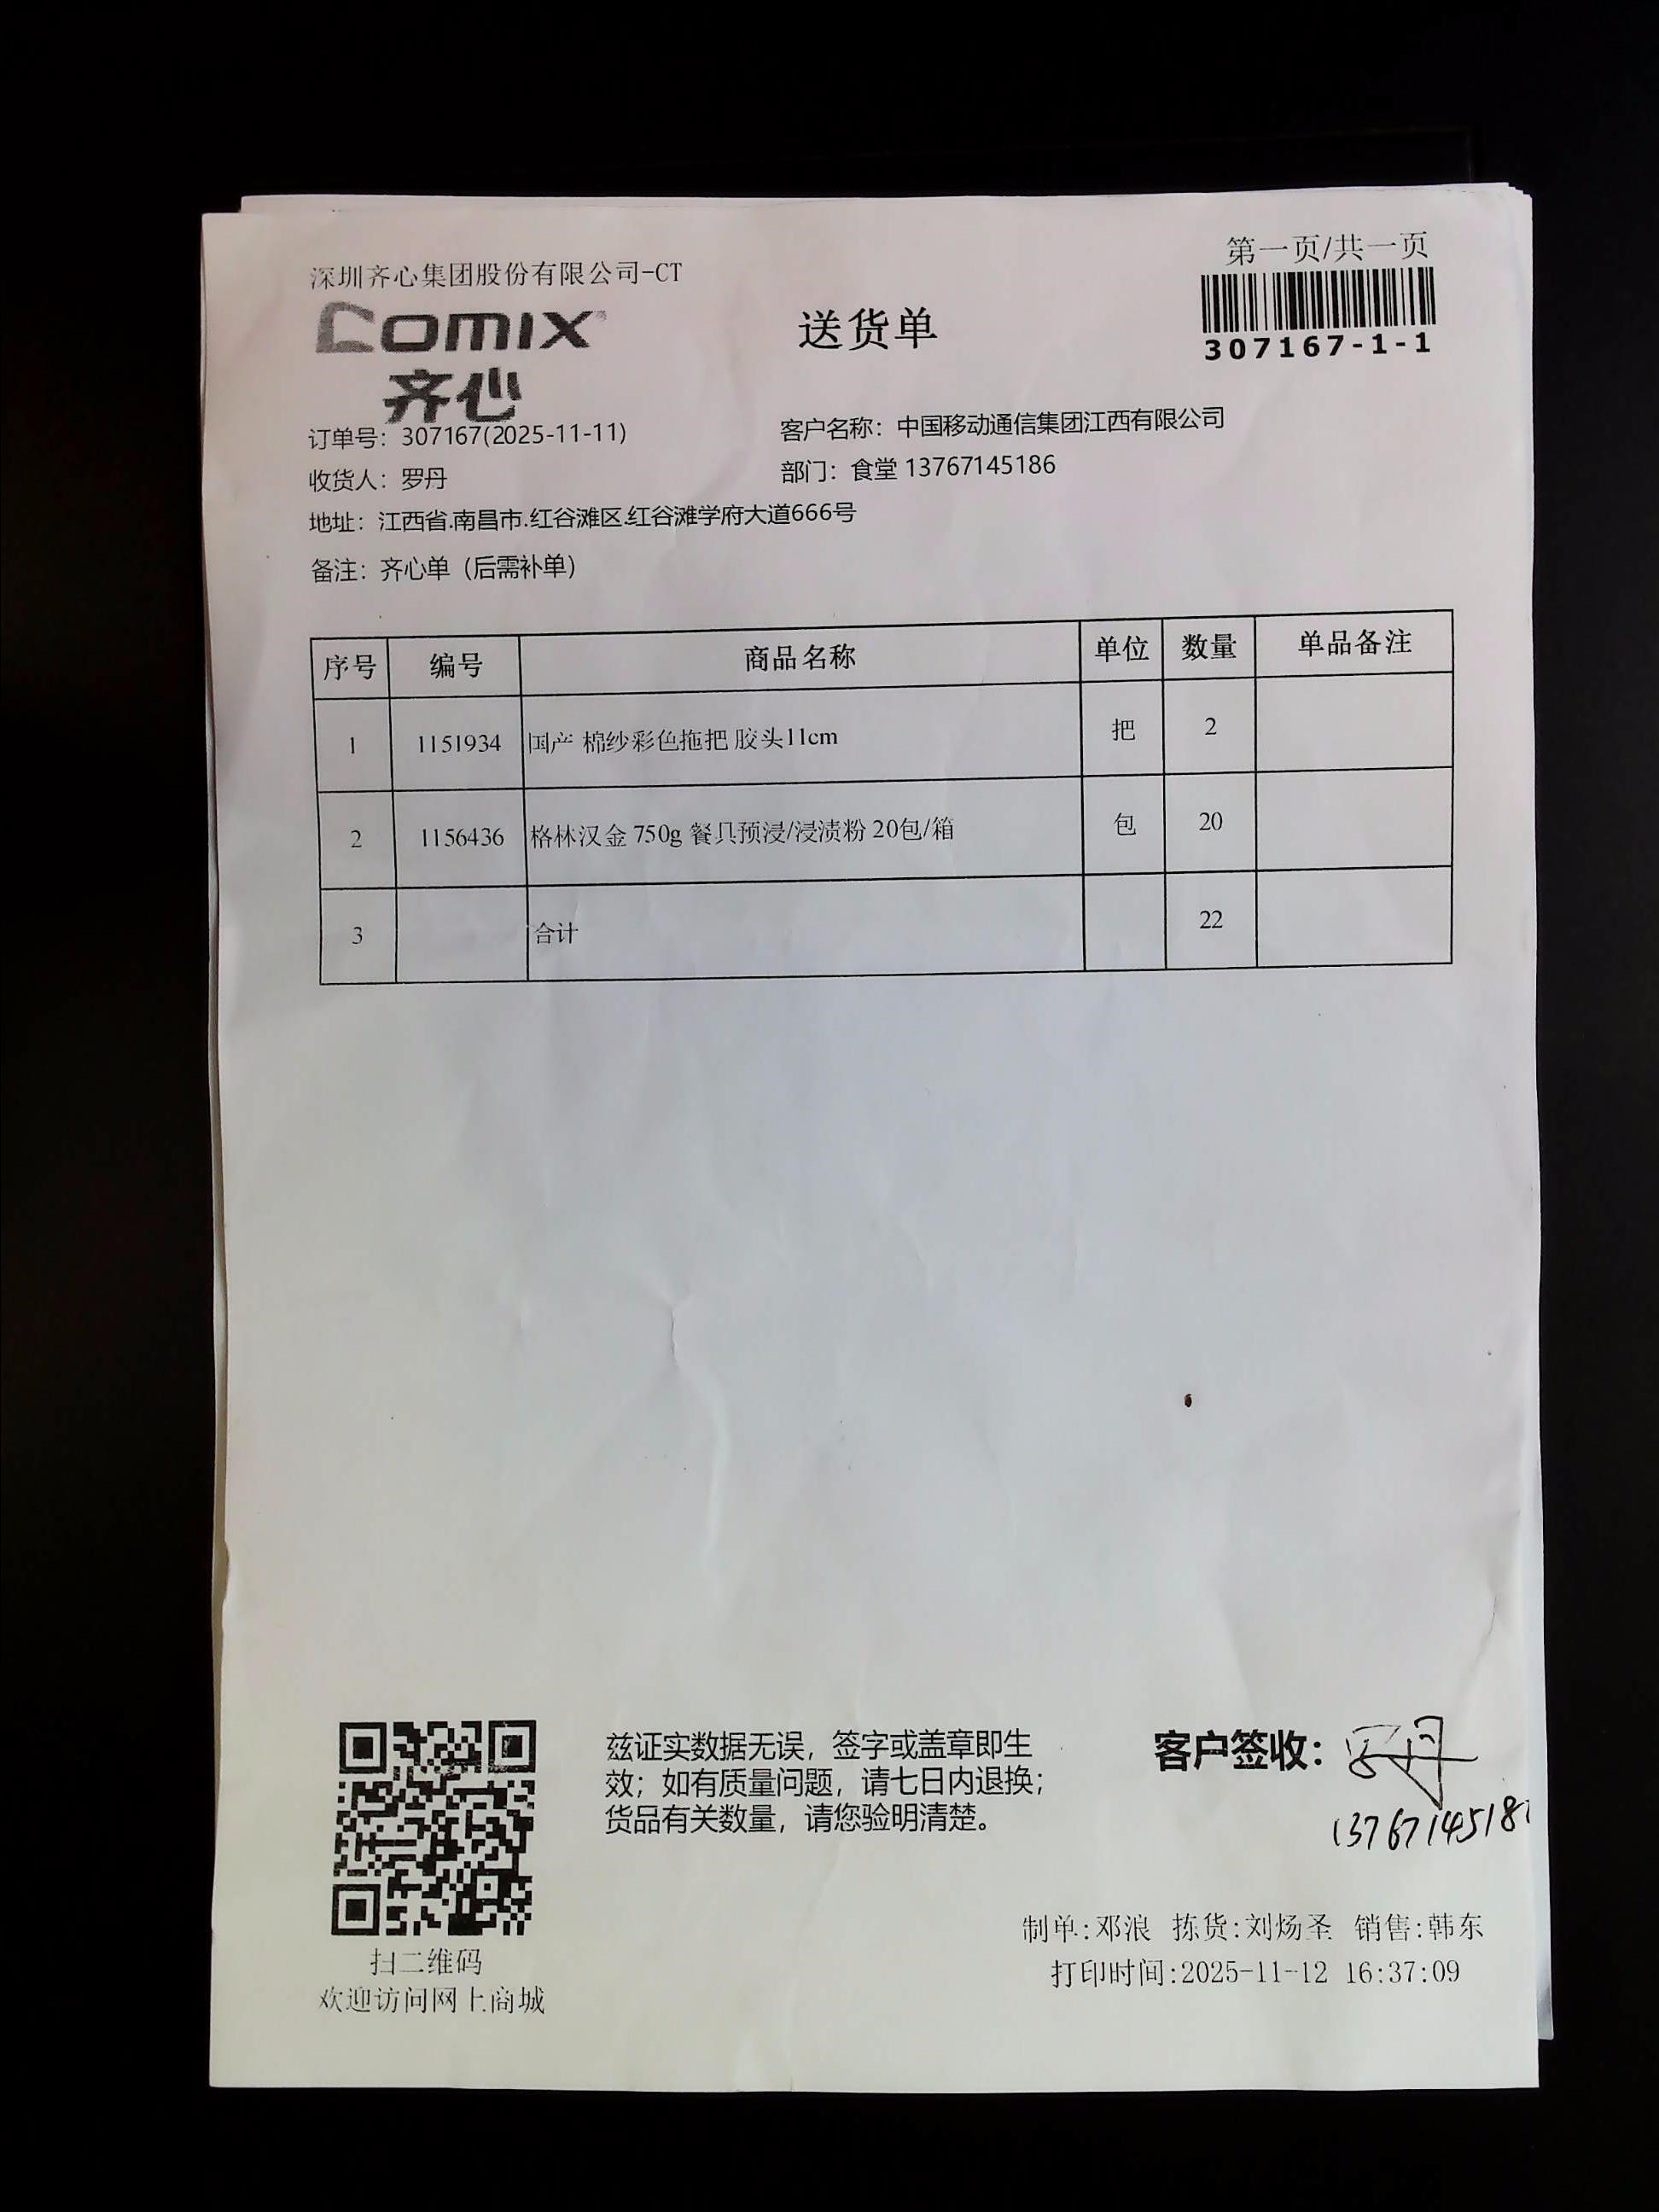 第一页/共一页
深圳齐心集团股份有限公司-CT
comix
齐心
送货单
307167-1-1
订单号：307167(2025-11-11)
客户名称：中国移动通信集团江西有限公司
收货人：罗丹
部门：食堂 13767145186
地址：江西省.南昌市.红谷滩区.红谷滩学府大道666号
备注：齐心单（后需补单）
序号 编号 商品名称 单位 数量 单品备注
1 1151934 国产 棉纱彩色拖把 胶头11cm 把 2
2 1156436 格林汉金 750g 餐具预浸/浸渍粉 20包/箱 包 20
3 合计 22
兹证实数据无误，签字或盖章即生
效；如有质量问题，请七日内退换；
货品有关数量，请您验明清楚。
客户签收：罗丹
1376714518
扫二维码
欢迎访问网上商城
制单:邓浪 拣货:刘炀圣 销售:韩东
打印时间:2025-11-12 16:37:09